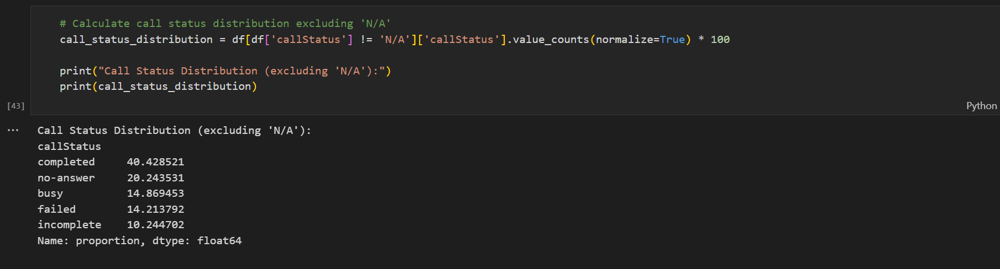 # Calculate call status distribution excluding 'N/A'
call_status_distribution = df[df['callStatus'] != 'N/A']['callStatus'].value_counts(normalize=True) * 100
print("Call Status Distribution (excluding 'N/A'):")
print(call_status_distribution)
[43]
Python
... Call Status Distribution (excluding 'N/A'):
callStatus
completed     40.428521
no-answer     20.243531
busy          14.869453
failed        14.213792
incomplete    10.244702
Name: proportion, dtype: float64